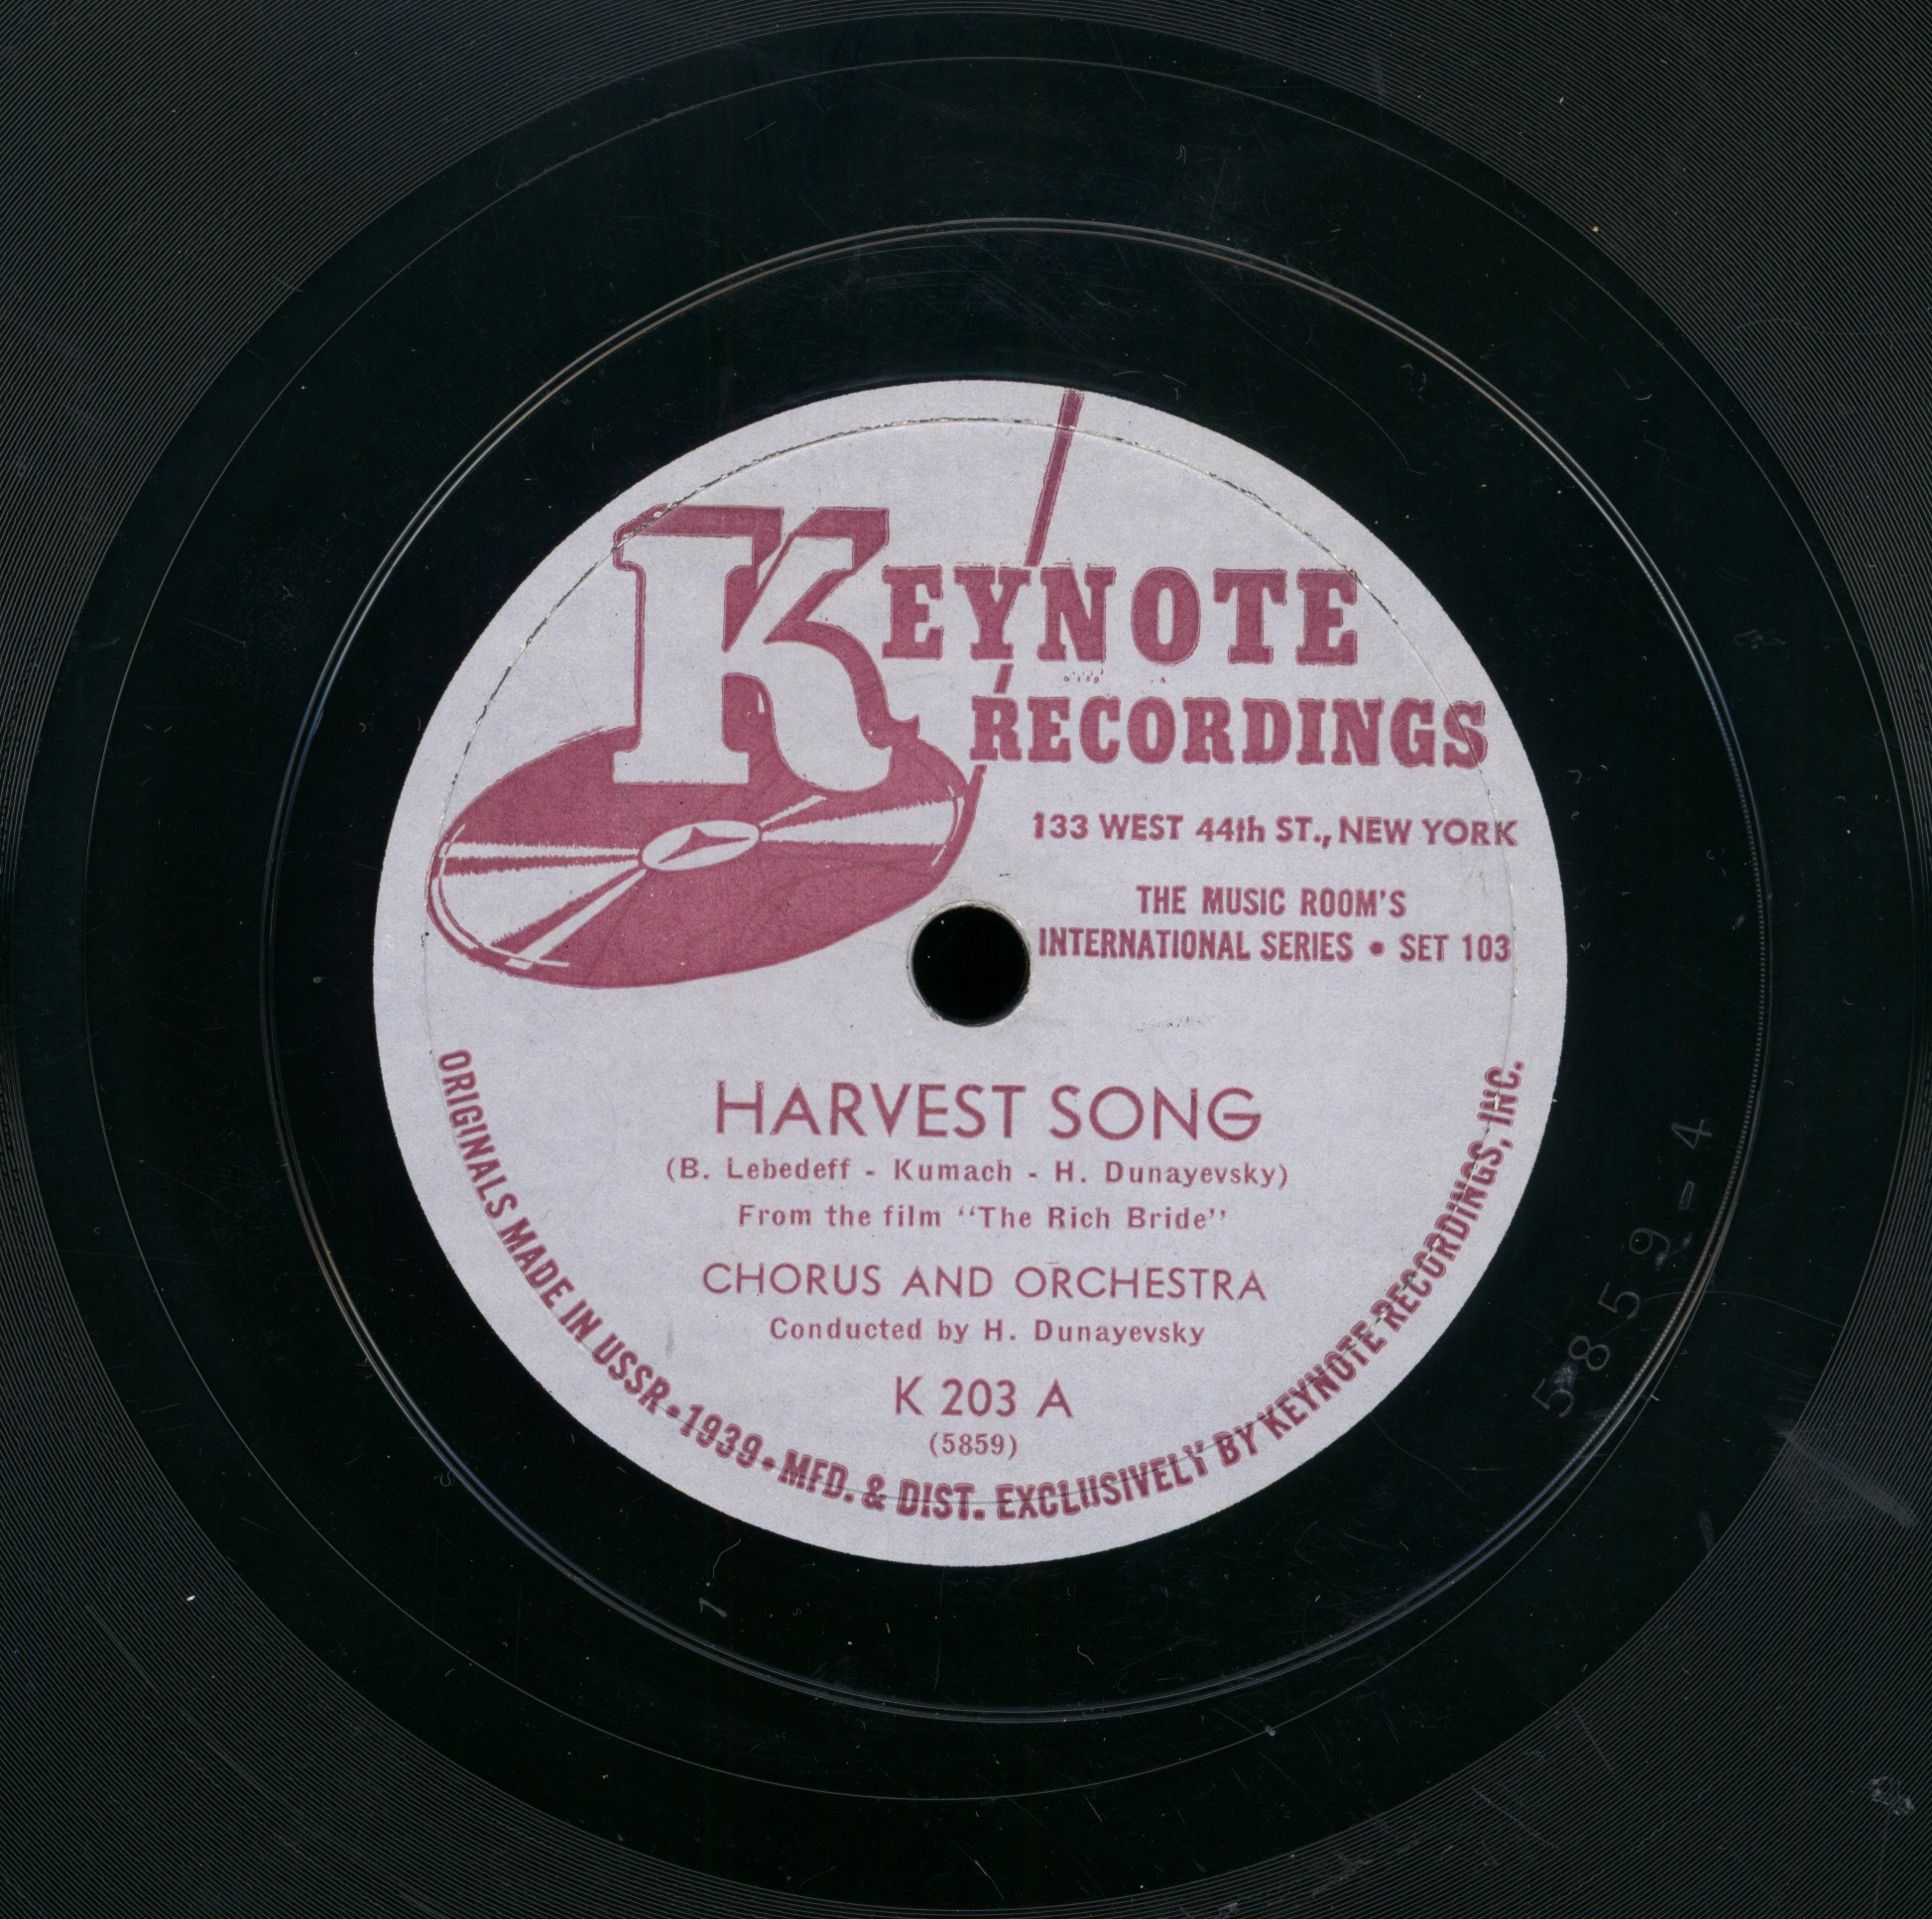 KEYNOTE
RECORDINGS
133 WEST 44th ST., NEW YORK
THE MUSIC ROOM'S
INTERNATIONAL SERIES • SET 103
HARVEST SONG
(B. Lebedeff - Kumach - H. Dunayevsky)
From the film "The Rich Bride"
CHORUS AND ORCHESTRA
Conducted by H. Dunayevsky
K 203 A
(5859)
ORIGINALS MADE IN USSR • 1939 • MFD. & DIST. EXCLUSIVELY BY KEYNOTE RECORDINGS, INC.
5859-4
1